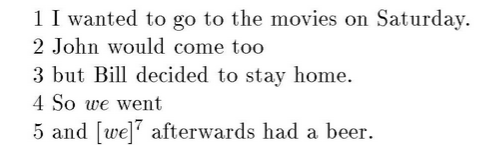 1 I wanted to go to the movies on Saturday.
2 John would come too
3 but Bill decided to stay home.
4 So we went
5 and [we]⁷ afterwards had a beer.